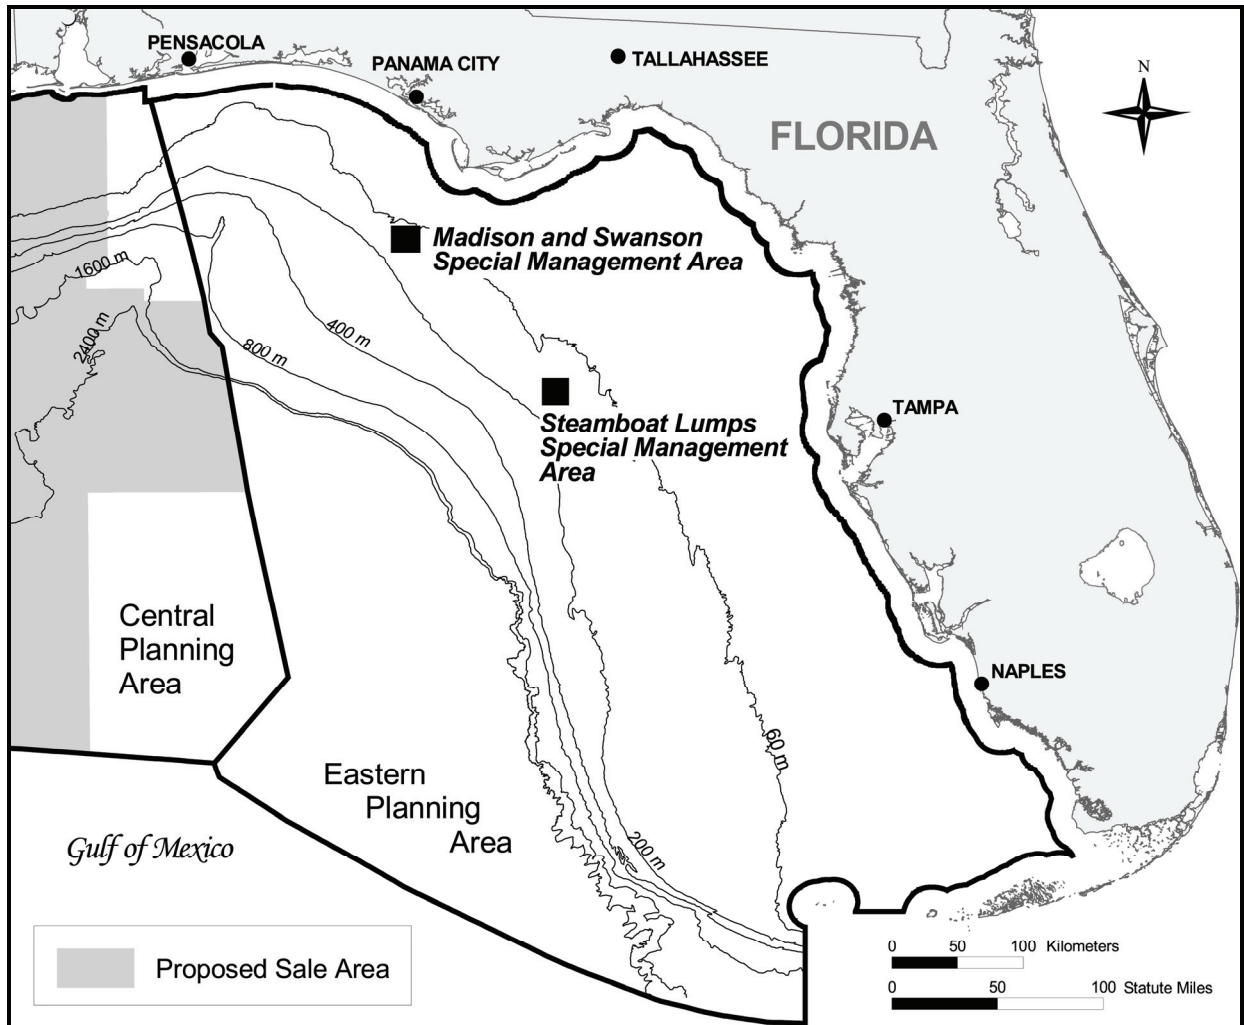 PENSACOLA
PANAMA CITY
TALLAHASSEE
N
FLORIDA
Madison and Swanson
Special Management Area
1600 m
2400 m
400 m
800 m
Steamboat Lumps
Special Management
Area
TAMPA
Central
Planning
Area
NAPLES
60 m
Eastern
Planning
Area
200 m
Gulf of Mexico
Proposed Sale Area
0 50 100 Kilometers
0 50 100 Statute Miles